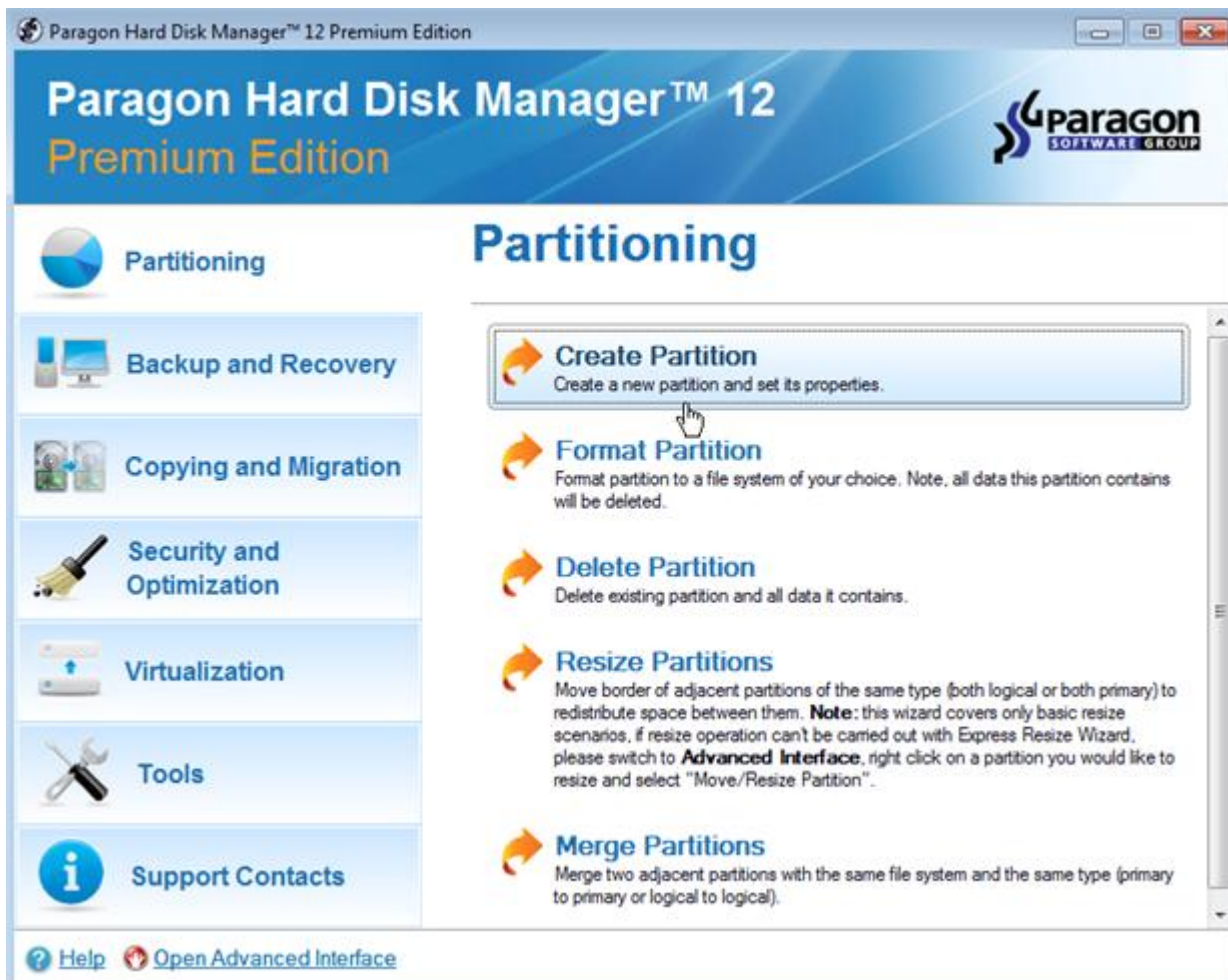 Paragon Hard Disk Manager™ 12 Premium Edition
Paragon Hard Disk Manager™ 12
Premium Edition
Paragon
SOFTWARE GROUP
Partitioning
Backup and Recovery
Copying and Migration
Security and
Optimization
Virtualization
Tools
Support Contacts
Partitioning
Create Partition
Create a new partition and set its properties.
Format Partition
Format partition to a file system of your choice. Note, all data this partition contains
will be deleted.
Delete Partition
Delete existing partition and all data it contains.
Resize Partitions
Move border of adjacent partitions of the same type (both logical or both primary) to
redistribute space between them. Note: this wizard covers only basic resize
scenarios, if resize operation can't be carried out with Express Resize Wizard,
please switch to Advanced Interface, right click on a partition you would like to
resize and select "Move/Resize Partition".
Merge Partitions
Merge two adjacent partitions with the same file system and the same type (primary
to primary or logical to logical).
Help Open Advanced Interface